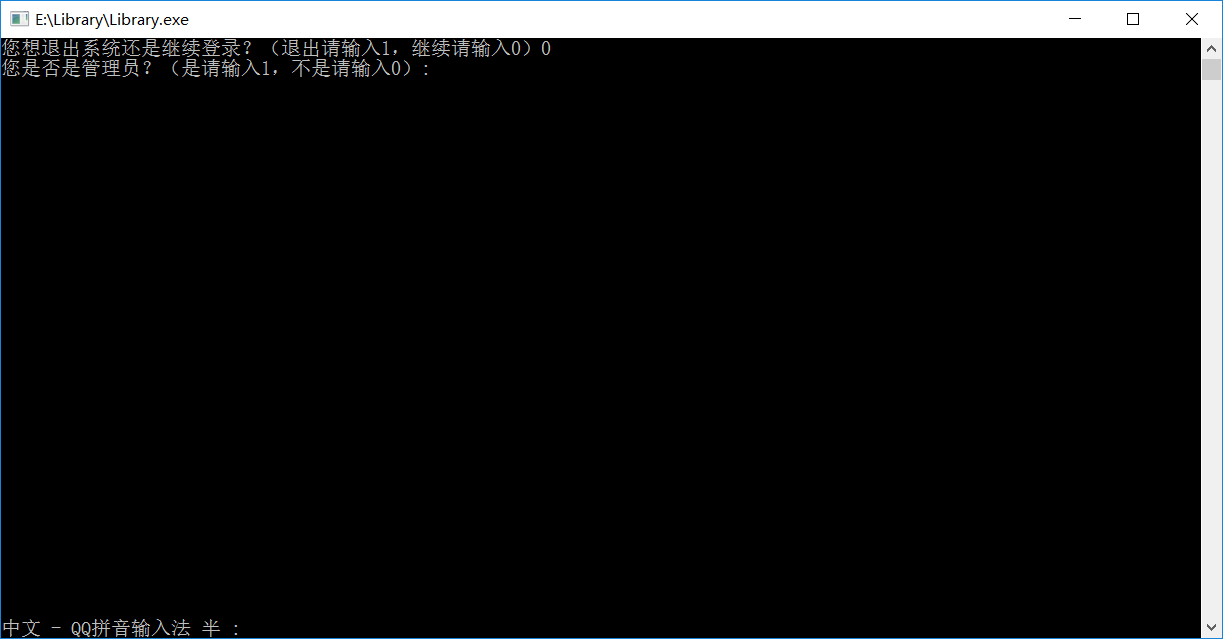 E:\Library\Library.exe
您想退出系统还是继续登录？（退出请输入1，继续请输入0）0
您是否是管理员？（是请输入1，不是请输入0）:
中文 - QQ拼音输入法 半 :